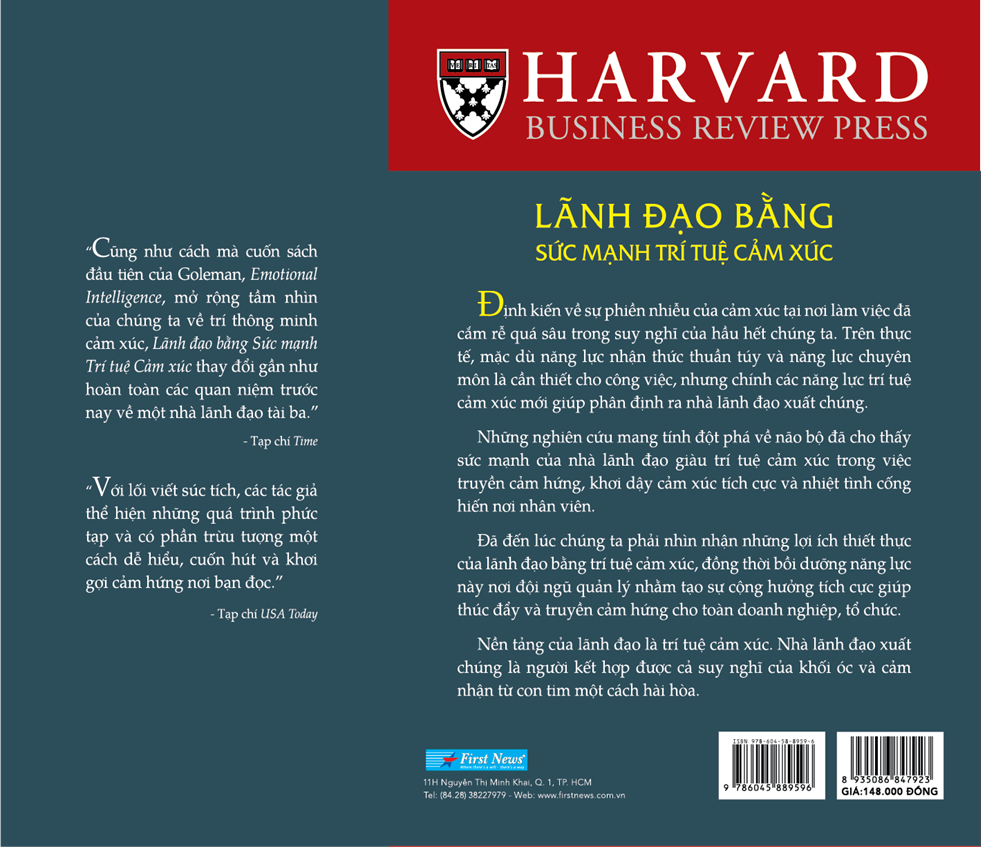 “Cũng như cách mà cuốn sách
đầu tiên của Goleman, Emotional
Intelligence, mở rộng tầm nhìn
của chúng ta về trí thông minh
cảm xúc, Lãnh đạo bằng Sức mạnh
Trí tuệ Cảm xúc thay đổi gần như
hoàn toàn các quan niệm trước
nay về một nhà lãnh đạo tài ba.”
- Tạp chí Time
“Với lối viết súc tích, các tác giả
thể hiện những quá trình phức
tạp và có phần trừu tượng một
cách dễ hiểu, cuốn hút và khơi
gợi cảm hứng nơi bạn đọc.”
- Tạp chí USA Today
HARVARD
BUSINESS REVIEW PRESS
LÃNH ĐẠO BẰNG
SỨC MẠNH TRÍ TUỆ CẢM XÚC
Định kiến về sự phiền nhiễu của cảm xúc tại nơi làm việc đã
cắm rễ quá sâu trong suy nghĩ của hầu hết chúng ta. Trên thực
tế, mặc dù năng lực nhận thức thuần túy và năng lực chuyên
môn là cần thiết cho công việc, nhưng chính các năng lực trí tuệ
cảm xúc mới giúp phân định ra nhà lãnh đạo xuất chúng.
Những nghiên cứu mang tính đột phá về não bộ đã cho thấy
sức mạnh của nhà lãnh đạo giàu trí tuệ cảm xúc trong việc
truyền cảm hứng, khơi dậy cảm xúc tích cực và nhiệt tình cống
hiến nơi nhân viên.
Đã đến lúc chúng ta phải nhìn nhận những lợi ích thiết thực
của lãnh đạo bằng trí tuệ cảm xúc, đồng thời bồi dưỡng năng lực
này nơi đội ngũ quản lý nhằm tạo sự cộng hưởng tích cực giúp
thúc đẩy và truyền cảm hứng cho toàn doanh nghiệp, tổ chức.
Nền tảng của lãnh đạo là trí tuệ cảm xúc. Nhà lãnh đạo xuất
chúng là người kết hợp được cả suy nghĩ của khối óc và cảm
nhận từ con tim một cách hài hòa.
First News
Where there's a will - there's a way
11H Nguyễn Thị Minh Khai, Q. 1, TP. HCM
Tel: (84.28) 38227979 - Web: www.firstnews.com.vn
ISBN 978-604-58-8959-6
9 786045 889596
8 935086 847923
GIÁ:148.000 ĐỒNG